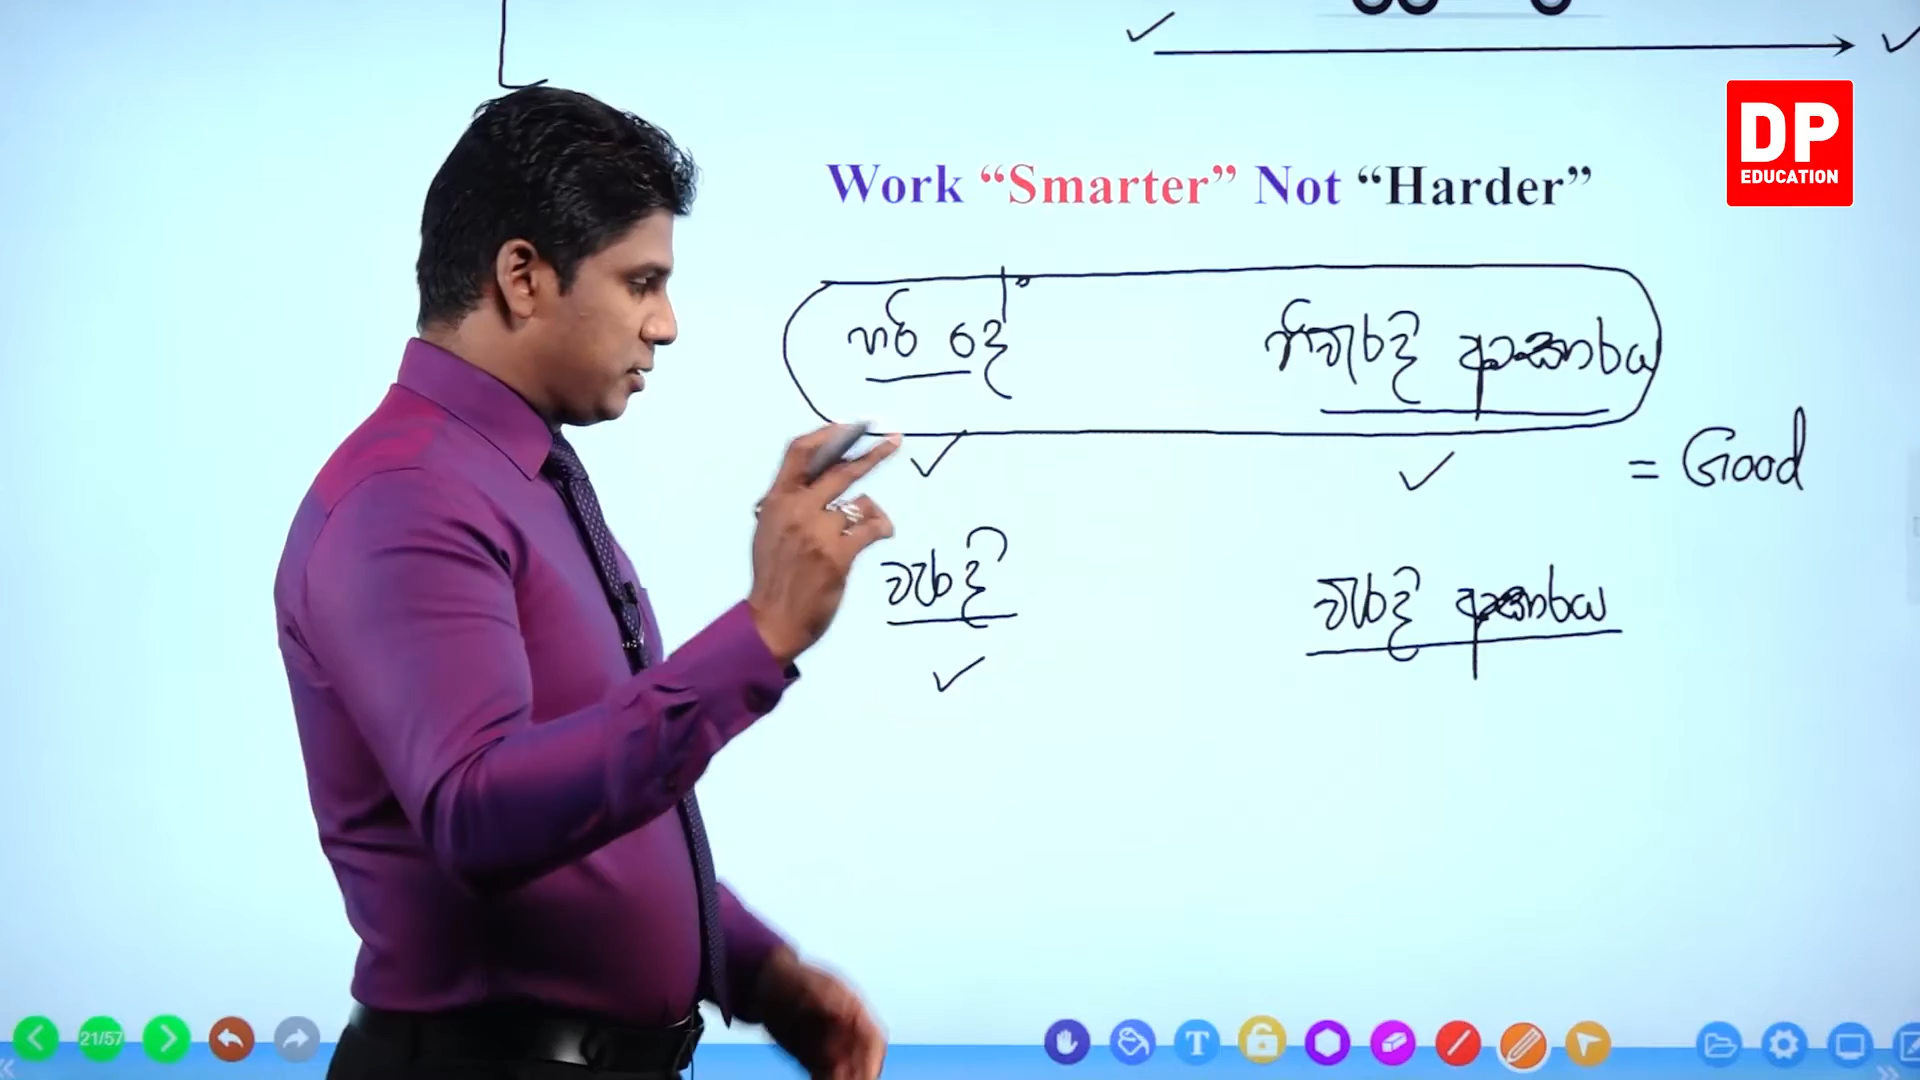 DP
EDUCATION
Work “Smarter” Not “Harder”
හරි දේ නිවැරදි ආකාරය
= Good
වැරදි වැරදි ආකාරය
21/57
T